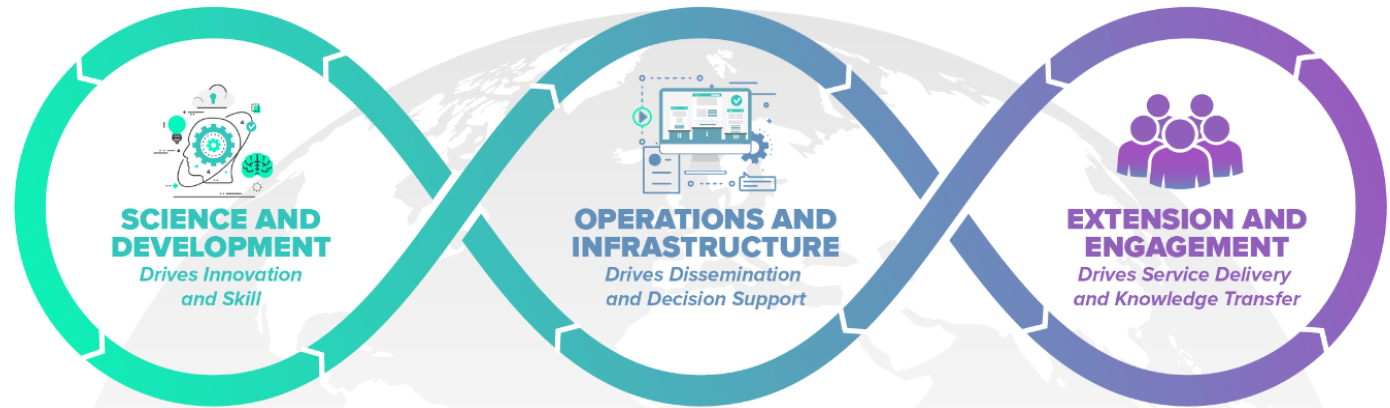 SCIENCE AND
DEVELOPMENT
Drives Innovation
and Skill
OPERATIONS AND
INFRASTRUCTURE
Drives Dissemination
and Decision Support
EXTENSION AND
ENGAGEMENT
Drives Service Delivery
and Knowledge Transfer